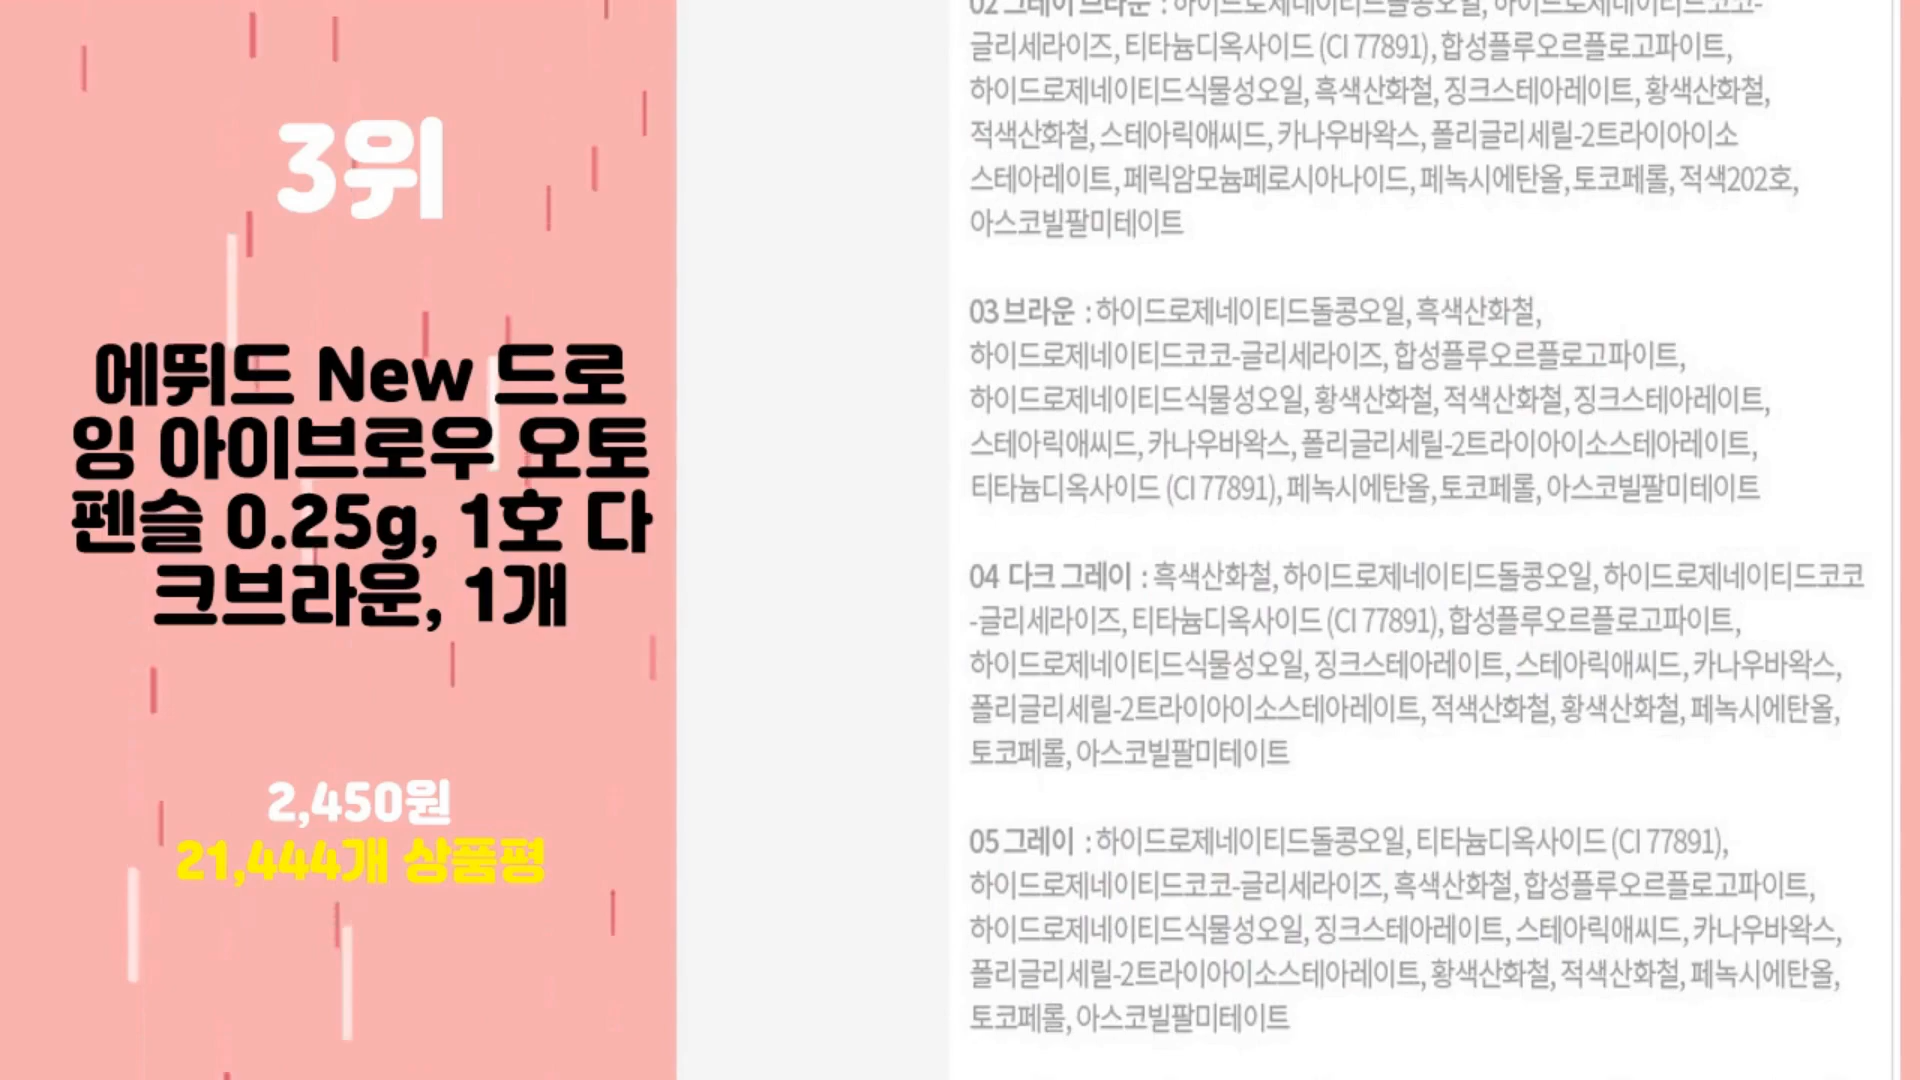 3위
에뛰드 New 드로
잉 아이브로우 오토
펜슬 0.25g, 1호 다
크브라운, 1개
2,450원
21,444개 상품평
02 그레이 브라운 : 하이드로제네이티드돌콩오일, 하이드로제네이티드코코-
글리세라이즈, 티타늄디옥사이드 (CI 77891), 합성플루오르플로고파이트,
하이드로제네이티드식물성오일, 흑색산화철, 징크스테아레이트, 황색산화철,
적색산화철, 스테아릭애씨드, 카나우바왁스, 폴리글리세릴-2트라이아이소
스테아레이트, 페릭암모늄페로시아나이드, 페녹시에탄올, 토코페롤, 적색202호,
아스코빌팔미테이트
03 브라운 : 하이드로제네이티드돌콩오일, 흑색산화철,
하이드로제네이티드코코-글리세라이즈, 합성플루오르플로고파이트,
하이드로제네이티드식물성오일, 황색산화철, 적색산화철, 징크스테아레이트,
스테아릭애씨드, 카나우바왁스, 폴리글리세릴-2트라이아이소스테아레이트,
티타늄디옥사이드 (CI 77891), 페녹시에탄올, 토코페롤, 아스코빌팔미테이트
04 다크 그레이 : 흑색산화철, 하이드로제네이티드돌콩오일, 하이드로제네이티드코코
-글리세라이즈, 티타늄디옥사이드 (CI 77891), 합성플루오르플로고파이트,
하이드로제네이티드식물성오일, 징크스테아레이트, 스테아릭애씨드, 카나우바왁스,
폴리글리세릴-2트라이아이소스테아레이트, 적색산화철, 황색산화철, 페녹시에탄올,
토코페롤, 아스코빌팔미테이트
05 그레이 : 하이드로제네이티드돌콩오일, 티타늄디옥사이드 (CI 77891),
하이드로제네이티드코코-글리세라이즈, 흑색산화철, 합성플루오르플로고파이트,
하이드로제네이티드식물성오일, 징크스테아레이트, 스테아릭애씨드, 카나우바왁스,
폴리글리세릴-2트라이아이소스테아레이트, 황색산화철, 적색산화철, 페녹시에탄올,
토코페롤, 아스코빌팔미테이트